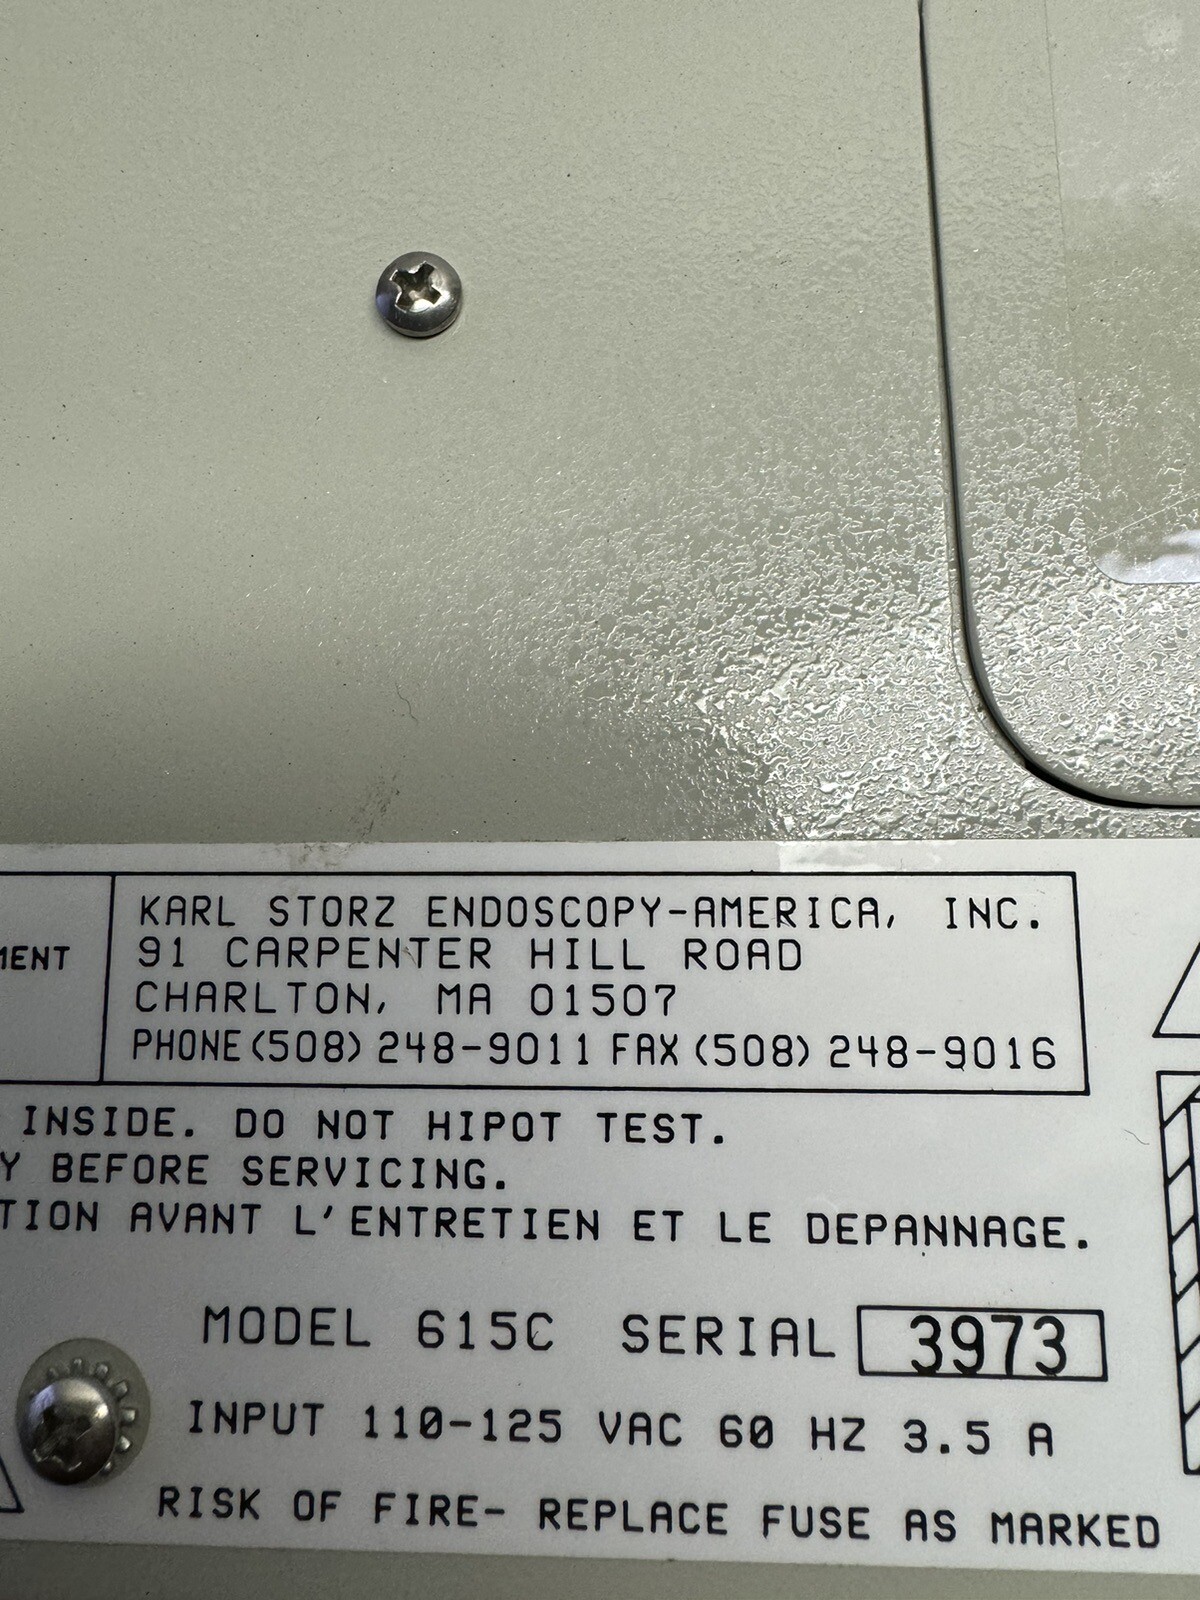 KARL STORZ ENDOSCOPY-AMERICA, INC.
MENT 91 CARPENTER HILL ROAD
CHARLTON, MA 01507
PHONE (508) 248-9011 FAX (508) 248-9016
INSIDE. DO NOT HIPOT TEST.
Y BEFORE SERVICING.
TION AVANT L'ENTRETIEN ET LE DEPANNAGE.
MODEL 615C SERIAL 3973
INPUT 110-125 VAC 60 HZ 3.5 A
RISK OF FIRE- REPLACE FUSE AS MARKED